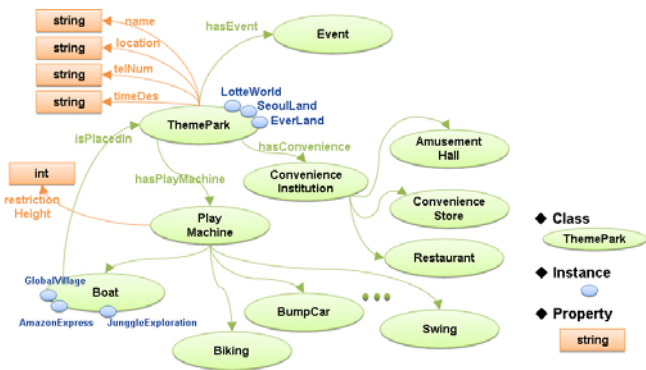 string
name
hasEvent
Event
string
location
string
telNum
LotteWorld
string
timeDes
SeoulLand
ThemePark
EverLand
isPlacedIn
hasConvenience
Amusement
Hall
int
hasPlayMachine
Convenience
Institution
restriction
Height
Play
Machine
Convenience
Store
Class
ThemePark
Restaurant
GlobalVillage
Boat
Instance
AmazonExpress
JunggleExploration
BumpCar
Swing
Property
string
Biking